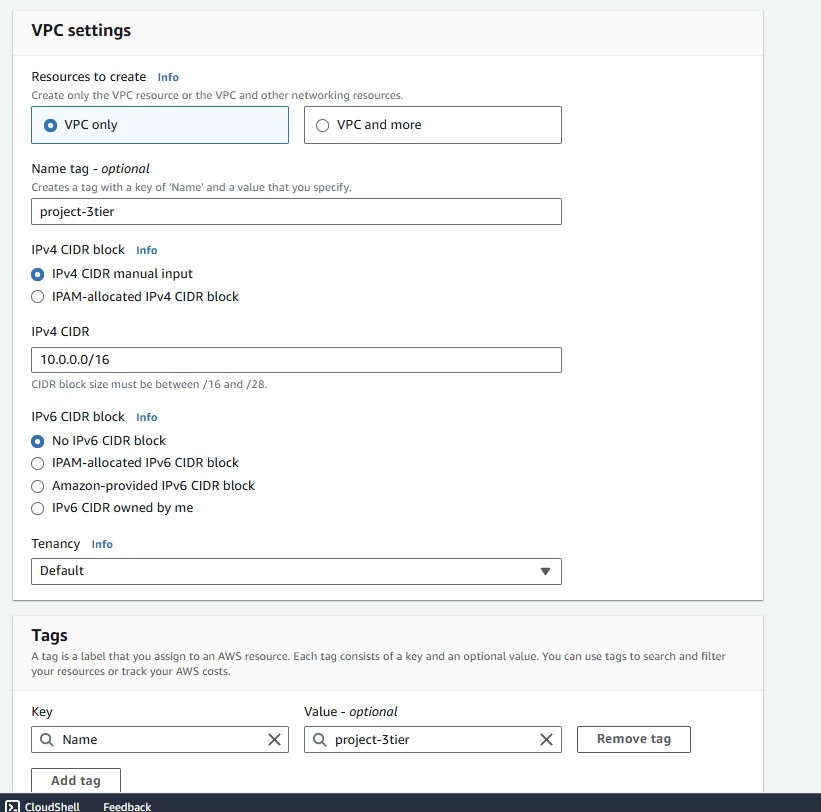 VPC settings
Resources to create Info
Create only the VPC resource or the VPC and other networking resources.
VPC only
VPC and more
Name tag - optional
Creates a tag with a key of 'Name' and a value that you specify.
project-3tier
IPv4 CIDR block Info
IPv4 CIDR manual input
IPAM-allocated IPv4 CIDR block
IPv4 CIDR
10.0.0.0/16
CIDR block size must be between /16 and /28.
IPv6 CIDR block Info
No IPv6 CIDR block
IPAM-allocated IPv6 CIDR block
Amazon-provided IPv6 CIDR block
IPv6 CIDR owned by me
Tenancy Info
Default
Tags
A tag is a label that you assign to an AWS resource. Each tag consists of a key and an optional value. You can use tags to search and filter
your resources or track your AWS costs.
Key Value - optional
Name project-3tier Remove tag
Add tag
CloudShell Feedback